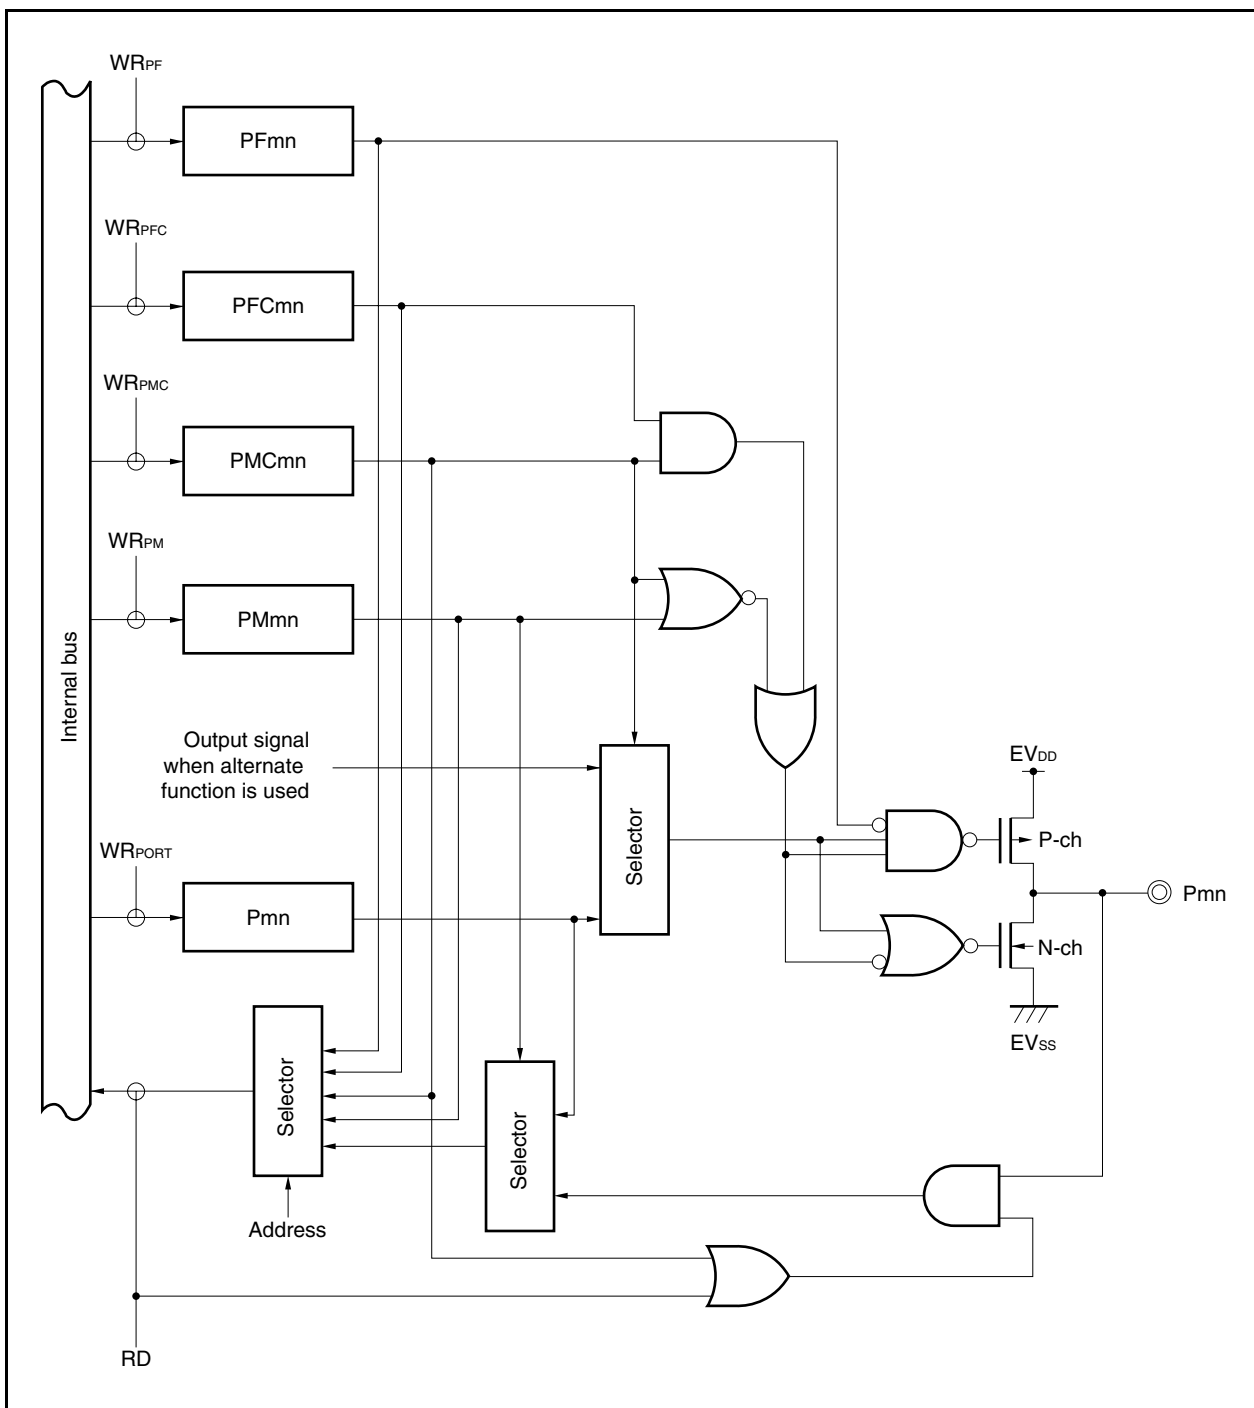 WRPF
PFmn
WRPFC
PFCmn
WRPMC
PMCmn
WRPM
PMmn
Internal bus
Output signal
when alternate
function is used
Selector
EVDD
P-ch
WRPORT
Pmn
Pmn
N-ch
EVSS
Selector
Selector
Address
RD